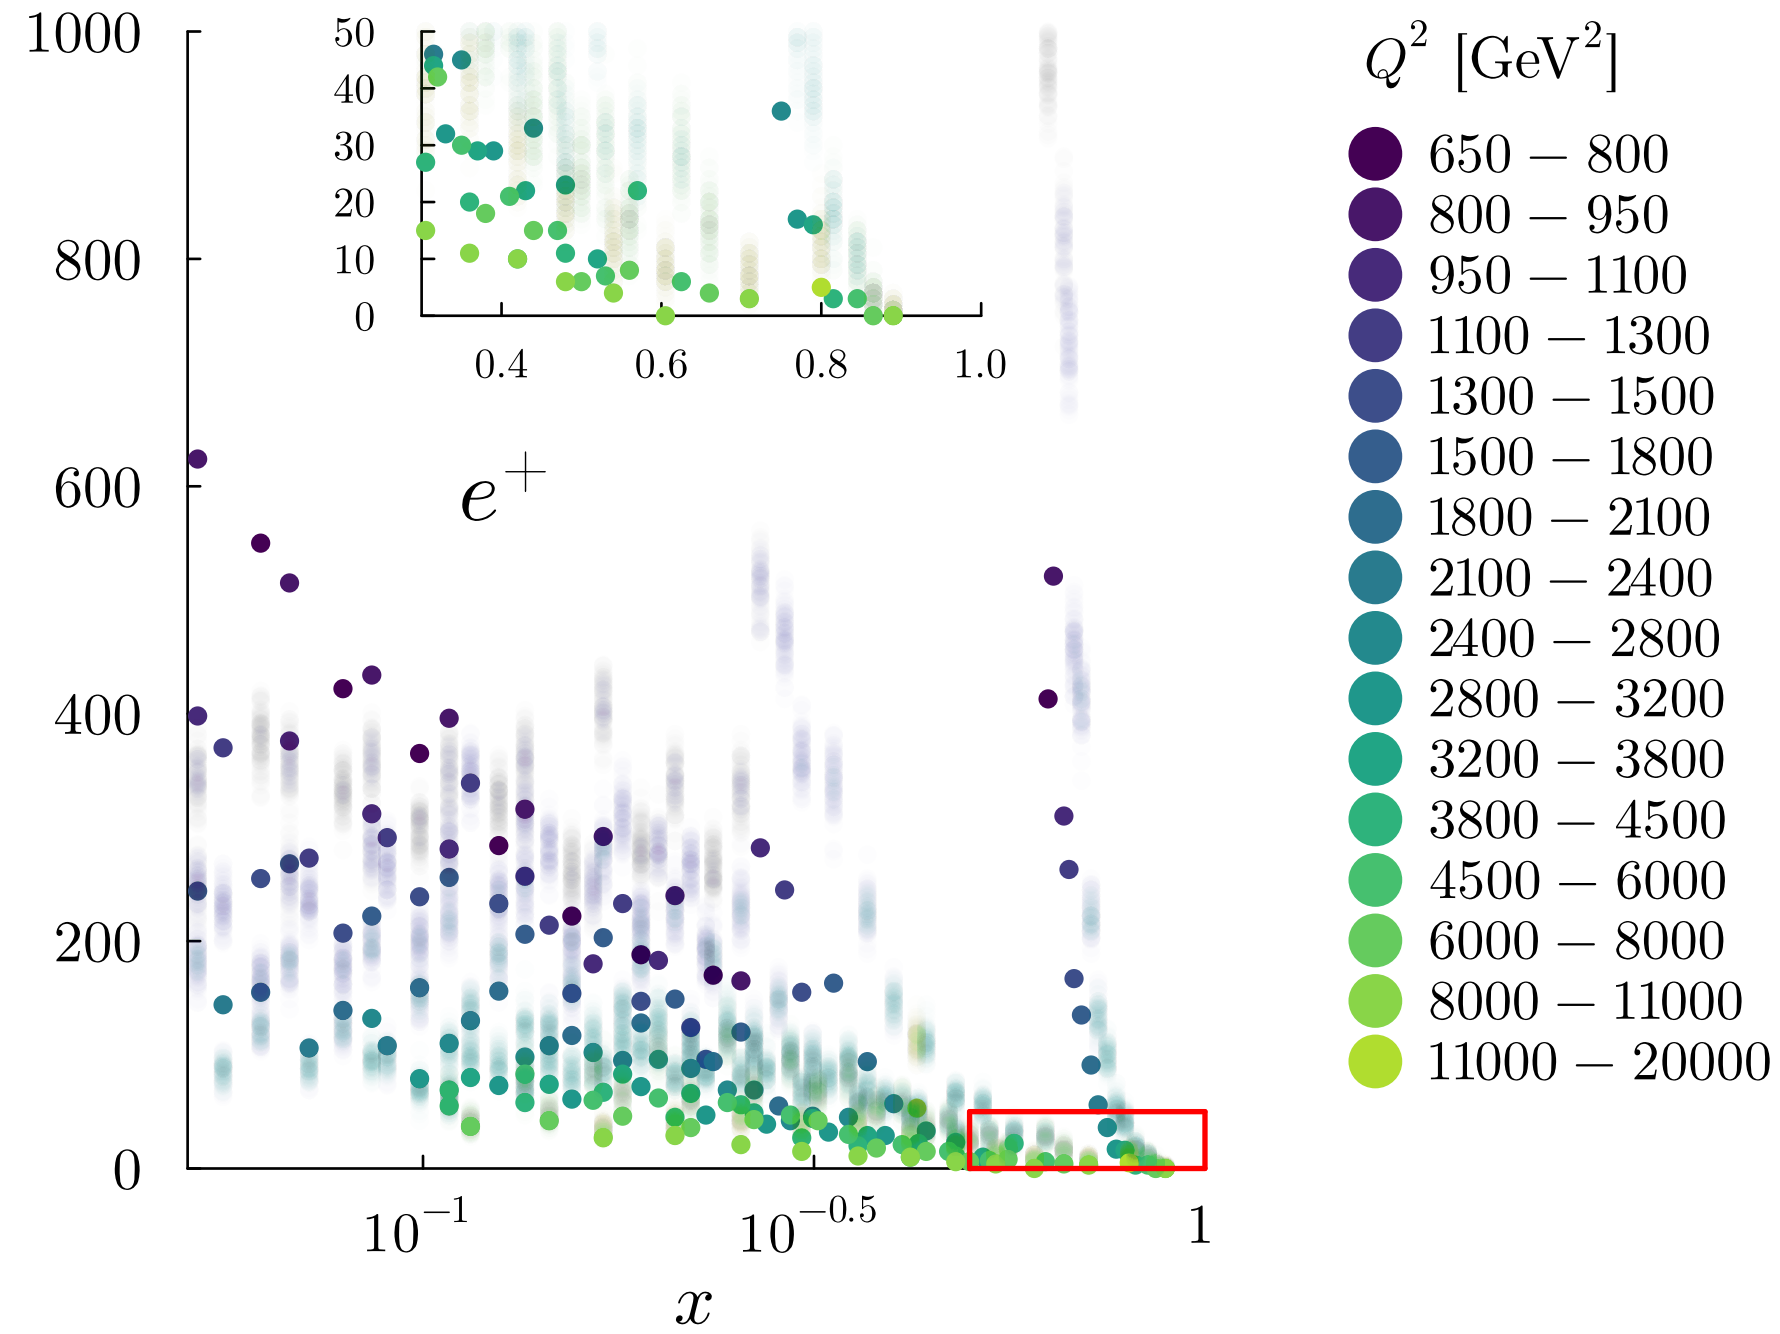 1000
800
600
400
200
0
50
40
30
20
10
0
0.4 0.6 0.8 1.0
e⁺
10⁻¹ 10⁻⁰·⁵ 1
x
Q² [GeV²]
650 – 800
800 – 950
950 – 1100
1100 – 1300
1300 – 1500
1500 – 1800
1800 – 2100
2100 – 2400
2400 – 2800
2800 – 3200
3200 – 3800
3800 – 4500
4500 – 6000
6000 – 8000
8000 – 11000
11000 – 20000